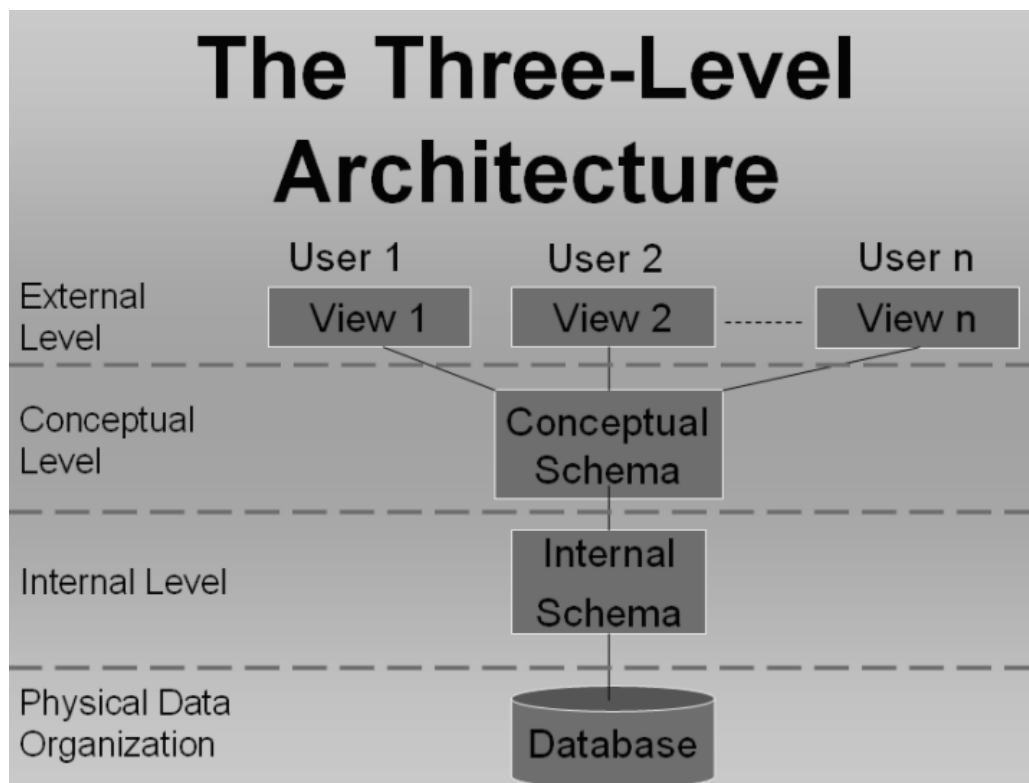 The Three-Level
Architecture
User 1
User 2
User n
External
Level
View 1
View 2
View n
Conceptual
Level
Conceptual
Schema
Internal Level
Internal
Schema
Physical Data
Organization
Database